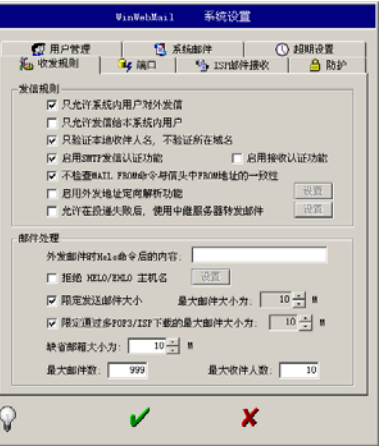 WinWebMail 系统设置
用户管理 系统邮件 超期设置
收发规则 端口 ISP邮件接收 防护
发信规则
只允许系统内用户对外发信
只允许发信给本系统内用户
只验证本地收件人名，不验证所在域名
启用SMTP发信认证功能 启用接收认证功能
不检查MAIL FROM命令与信头中FROM地址的一致性
启用外发地址定向解析功能 设置
允许在投递失败后，使用中继服务器转发邮件 设置
邮件处理
外发邮件时Helo命令后的内容:
拒绝 HELO/EHLO 主机名 设置
限定发送邮件大小 最大邮件大小为: 10 M
限定通过多POP3/ISP下载的最大邮件大小为: 10 M
缺省邮箱大小为: 10 M
最大邮件数: 999 最大收件人数: 10